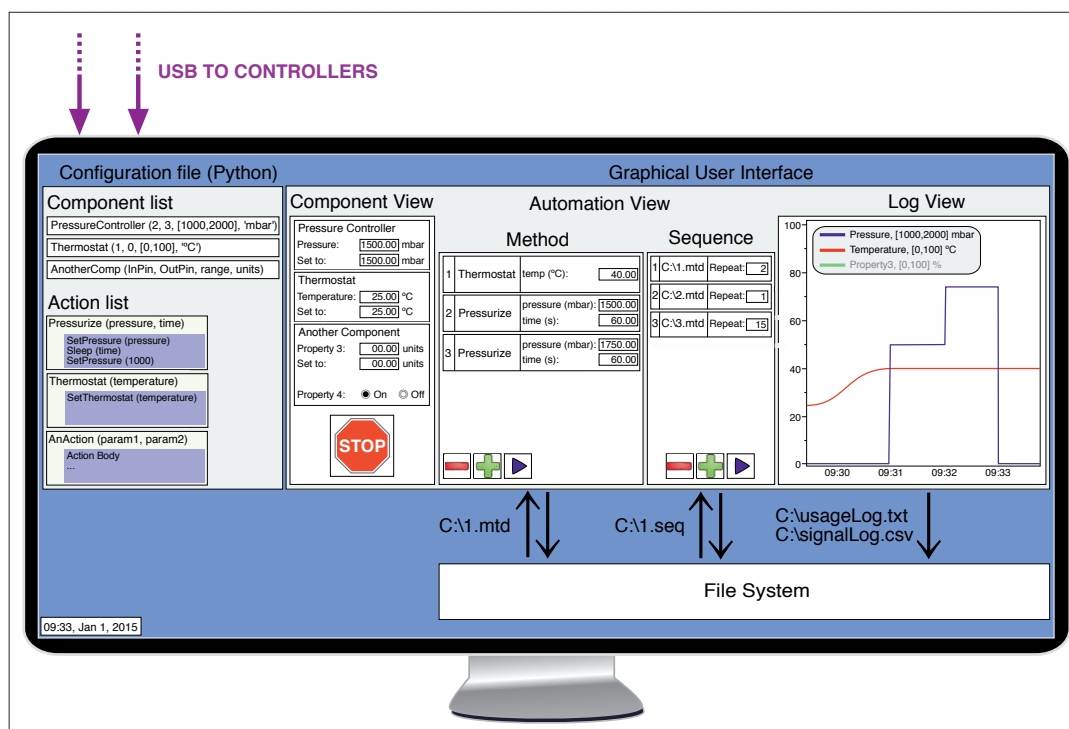 USB TO CONTROLLERS
Configuration file (Python)
Component list
PressureController (2, 3, [1000,2000], 'mbar')
Thermostat (1, 0, [0,100], 'ºC')
AnotherComp (InPin, OutPin, range, units)
Action list
Pressurize (pressure, time)
SetPressure (pressure)
Sleep (time)
SetPressure (1000)
Thermostat (temperature)
SetThermostat (temperature)
AnAction (param1, param2)
Action Body
...
Graphical User Interface
Component View
Pressure Controller
Pressure: 1500.00 mbar
Set to: 1500.00 mbar
Thermostat
Temperature: 25.00 ºC
Set to: 25.00 ºC
Another Component
Property 3: 00.00 units
Set to: 00.00 units
Property 4: On Off
STOP
Automation View
Method
1 Thermostat temp (ºC): 40.00
2 Pressurize pressure (mbar): 1500.00
time (s): 60.00
3 Pressurize pressure (mbar): 1750.00
time (s): 60.00
Sequence
1 C:\1.mtd Repeat: 2
2 C:\2.mtd Repeat: 1
3 C:\3.mtd Repeat: 15
Log View
Pressure, [1000,2000] mbar
Temperature, [0,100] ºC
Property3, [0,100] %
100
80
60
40
20
0
09:30 09:31 09:32 09:33
C:\1.mtd
C:\1.seq
C:\usageLog.txt
C:\signalLog.csv
File System
09:33, Jan 1, 2015